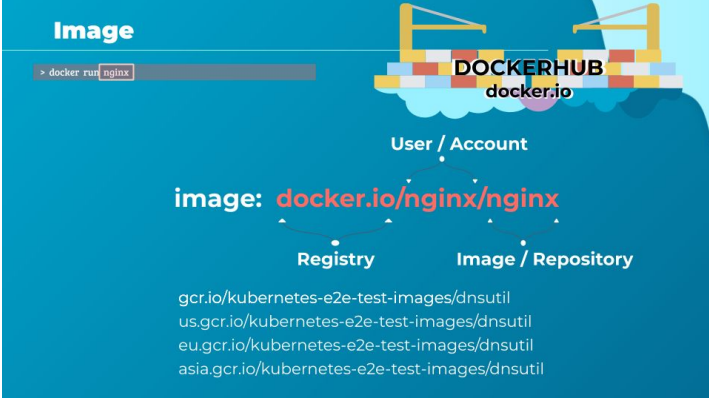 Image
> docker run nginx
DOCKERHUB
docker.io
User / Account
image: docker.io/nginx/nginx
Registry
Image / Repository
gcr.io/kubernetes-e2e-test-images/dnsutil
us.gcr.io/kubernetes-e2e-test-images/dnsutil
eu.gcr.io/kubernetes-e2e-test-images/dnsutil
asia.gcr.io/kubernetes-e2e-test-images/dnsutil